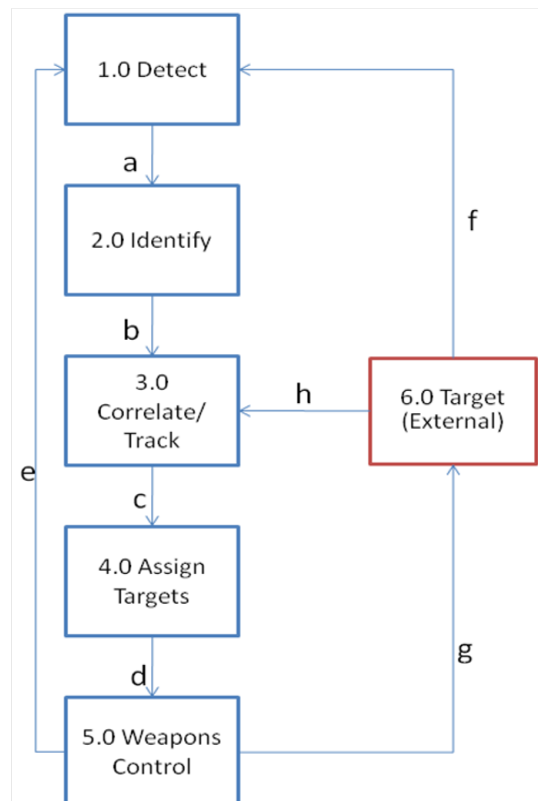 1.0 Detect
a
f
2.0 Identify
b
3.0
Correlate/
Track
h
6.0 Target
(External)
e
c
4.0 Assign
Targets
d
g
5.0 Weapons
Control